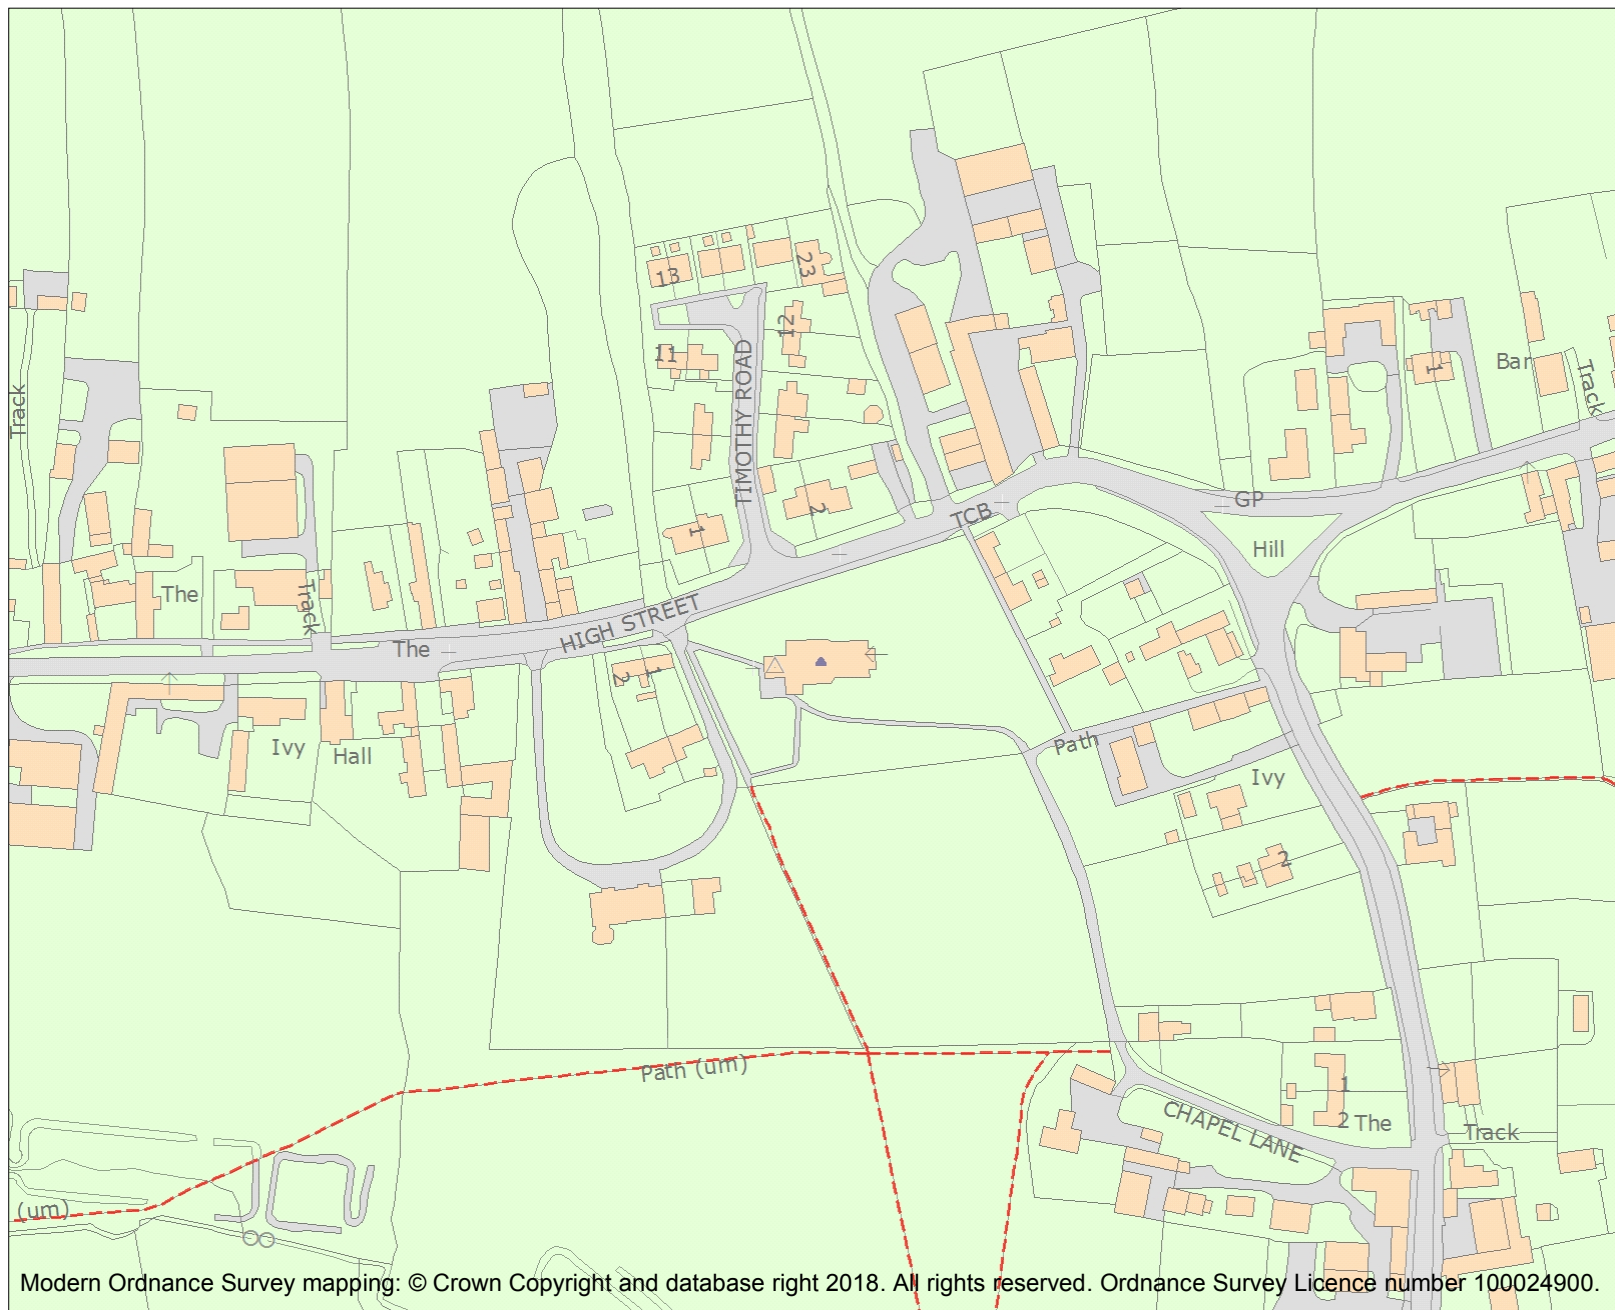 13
23
12
11
TIMOTHY ROAD
Track
1
Bar
Track
GP
TCB
2
1
Hill
The
Track
The
HIGH STREET
1
2
Path
Ivy
Hall
Ivy
2
Path (um)
1
2 The
CHAPEL LANE
Track
(um)
Modern Ordnance Survey mapping: © Crown Copyright and database right 2018. All rights reserved. Ordnance Survey Licence number 100024900.